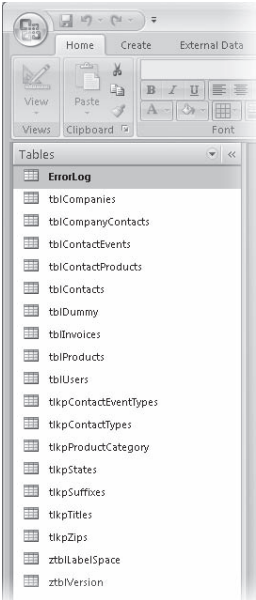 Home Create External Data
View Paste
B I U
A
Views Clipboard Font
Tables
ErrorLog
tblCompanies
tblCompanyContacts
tblContactEvents
tblContactProducts
tblContacts
tblDummy
tblInvoices
tblProducts
tblUsers
tlkpContactEventTypes
tlkpContactTypes
tlkpProductCategory
tlkpStates
tlkpSuffixes
tlkpTitles
tlkpZips
ztblLabelSpace
ztblVersion